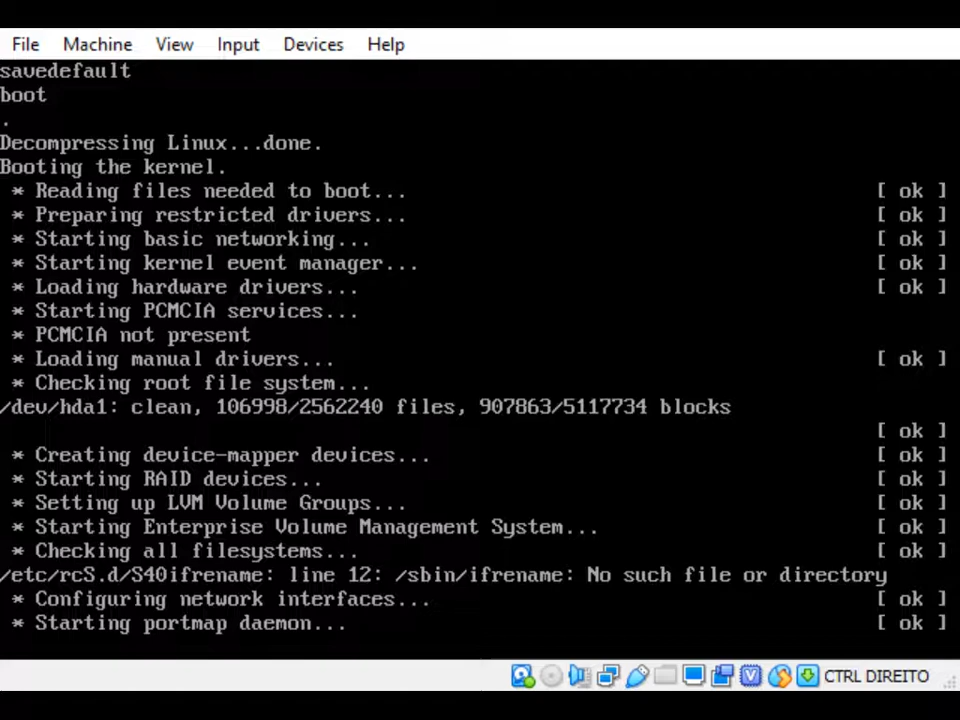 File Machine View Input Devices Help
savedefault
boot
.
Decompressing Linux...done.
Booting the kernel.
* Reading files needed to boot... [ ok ]
* Preparing restricted drivers... [ ok ]
* Starting basic networking... [ ok ]
* Starting kernel event manager... [ ok ]
* Loading hardware drivers... [ ok ]
* Starting PCMCIA services...
* PCMCIA not present
* Loading manual drivers... [ ok ]
* Checking root file system...
/dev/hda1: clean, 106998/2562240 files, 907863/5117734 blocks
[ ok ]
* Creating device-mapper devices... [ ok ]
* Starting RAID devices... [ ok ]
* Setting up LVM Volume Groups... [ ok ]
* Starting Enterprise Volume Management System... [ ok ]
* Checking all filesystems... [ ok ]
/etc/rcS.d/S40ifrename: line 12: /sbin/ifrename: No such file or directory
* Configuring network interfaces... [ ok ]
* Starting portmap daemon... [ ok ]
CTRL DIREITO